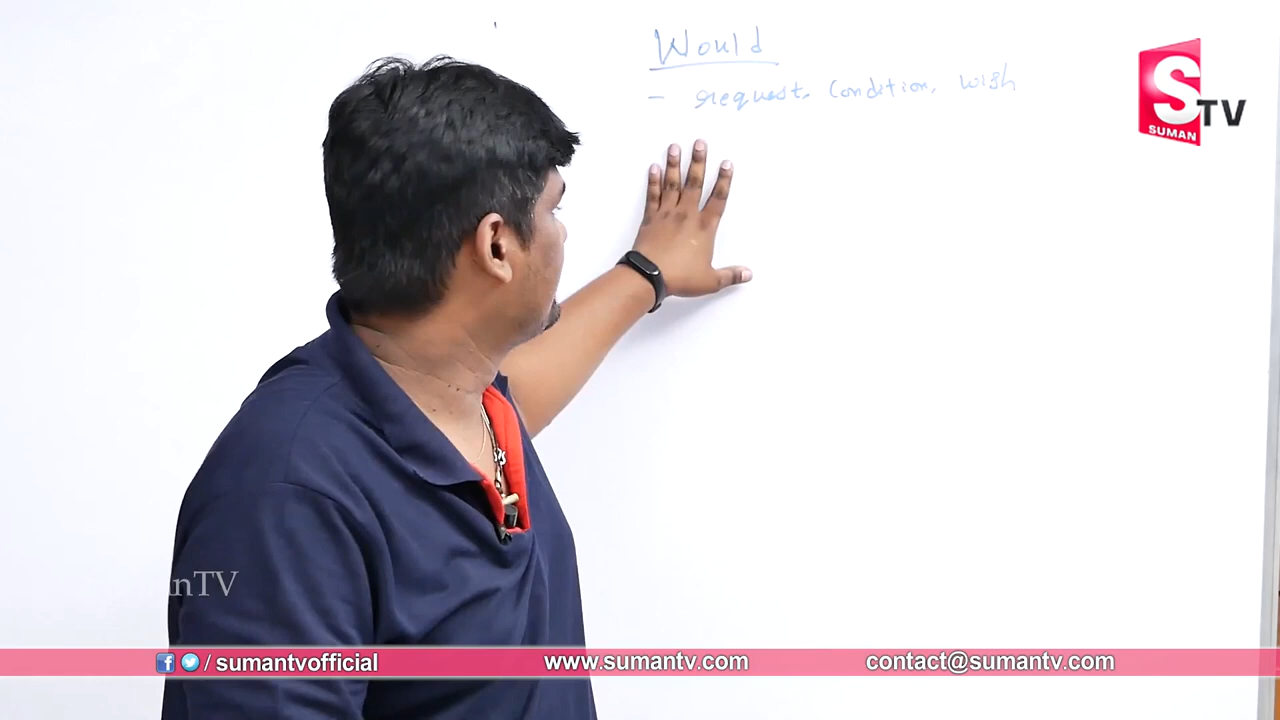 Would
- request, Condition, wish
S TV
SUMAN
nTV
/ sumantvofficial
www.sumantv.com
contact@sumantv.com